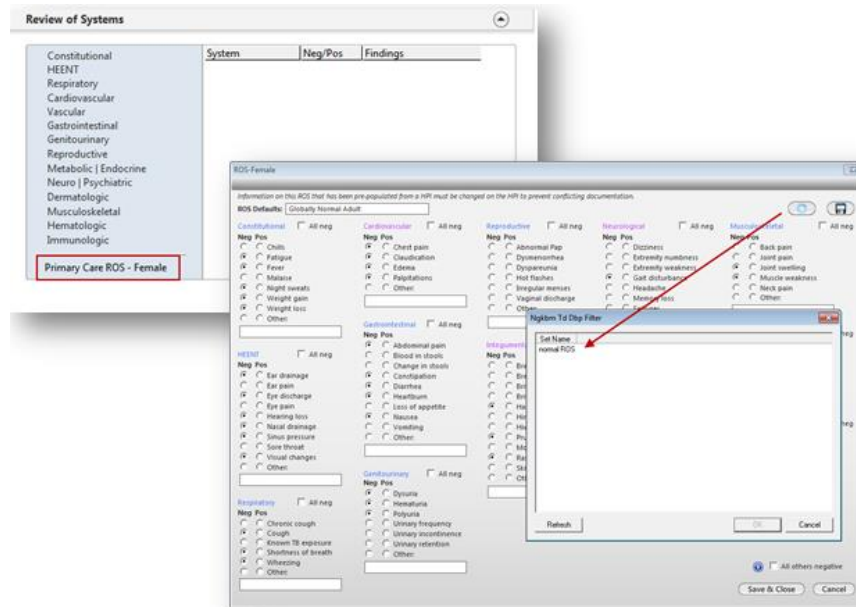 Review of Systems
Constitutional
HEENT
Respiratory
Cardiovascular
Vascular
Gastrointestinal
Genitourinary
Reproductive
Metabolic | Endocrine
Neuro | Psychiatric
Dermatologic
Musculoskeletal
Hematologic
Immunologic
Primary Care ROS - Female
System Neg/Pos Findings
ROS-Female
Information on this ROS that has been pre-populated from a HPI must be changed on the HPI to prevent conflicting documentation.
ROS Defaults: Globally Normal Adult
Constitutional All neg
Neg Pos
Chills
Fatigue
Fever
Malaise
Night sweats
Weight gain
Weight loss
Other:
HEENT All neg
Neg Pos
Ear drainage
Ear pain
Eye discharge
Eye pain
Hearing loss
Nasal drainage
Sinus pressure
Sore throat
Visual changes
Other:
Respiratory All neg
Neg Pos
Chronic cough
Cough
Known TB exposure
Shortness of breath
Wheezing
Other:
Cardiovascular All neg
Neg Pos
Chest pain
Claudication
Edema
Palpitations
Other:
Gastrointestinal All neg
Neg Pos
Abdominal pain
Blood in stools
Change in stools
Constipation
Diarrhea
Heartburn
Loss of appetite
Nausea
Vomiting
Other:
Genitourinary All neg
Neg Pos
Dysuria
Hematuria
Polyuria
Urinary frequency
Urinary incontinence
Urinary retention
Other:
Reproductive All neg
Neg Pos
Abnormal Pap
Dysmenorrhea
Dyspareunia
Hot flashes
Irregular menses
Vaginal discharge
Other:
Neg Pos
Neurological All neg
Neg Pos
Dizziness
Extremity numbness
Extremity weakness
Gait disturbance
Headache
Memory loss
Musculoskeletal All neg
Neg Pos
Back pain
Joint pain
Joint swelling
Muscle weakness
Neck pain
Other:
Ngkbm Td Dbp Filter
Set Name
normal ROS
Refresh OK Cancel
All others negative
Save & Close Cancel